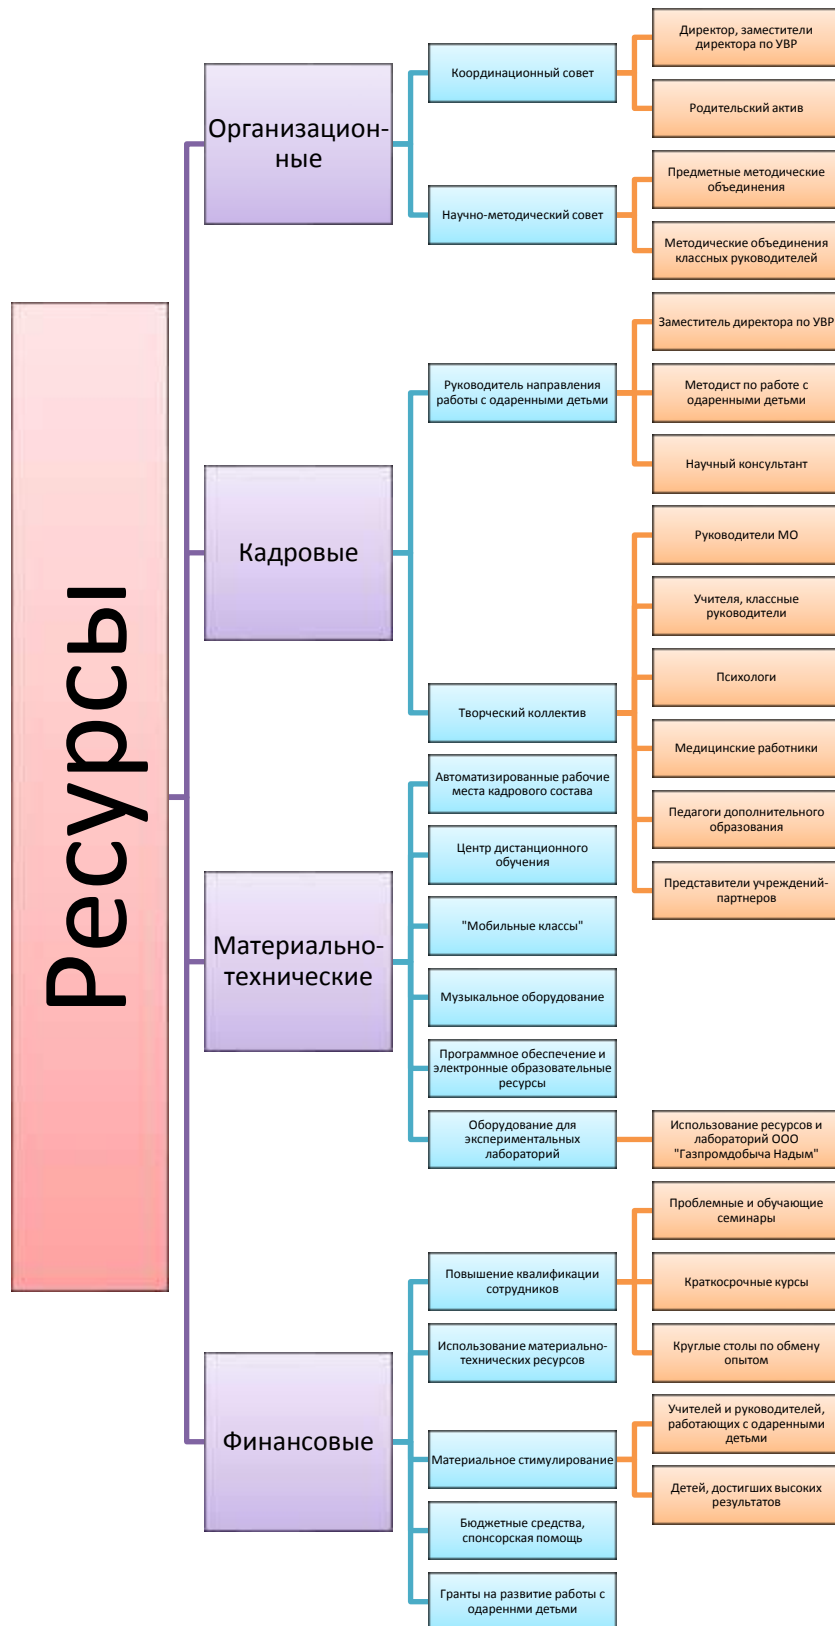 Ресурсы
Организацион-
ные
Координационный совет
Директор, заместители
директора по УВР
Родительский актив
Научно-методический совет
Предметные методические
объединения
Методические объединения
классных руководителей
Кадровые
Руководитель направления
работы с одаренными детьми
Заместитель директора по УВР
Методист по работе с
одаренными детьми
Научный консультант
Творческий коллектив
Руководители МО
Учителя, классные
руководители
Психологи
Медицинские работники
Педагоги дополнительного
образования
Представители учреждений-
партнеров
Материально-
технические
Автоматизированные рабочие
места кадрового состава
Центр дистанционного
обучения
"Мобильные классы"
Музыкальное оборудование
Программное обеспечение и
электронные образовательные
ресурсы
Оборудование для
экспериментальных
лабораторий
Использование ресурсов и
лабораторий ООО
"Газпромдобыча Надым"
Финансовые
Повышение квалификации
сотрудников
Проблемные и обучающие
семинары
Краткосрочные курсы
Круглые столы по обмену
опытом
Использование материально-
технических ресурсов
Материальное стимулирование
Учителей и руководителей,
работающих с одаренными
детьми
Детей, достигших высоких
результатов
Бюджетные средства,
спонсорская помощь
Гранты на развитие работы с
одареннми детьми